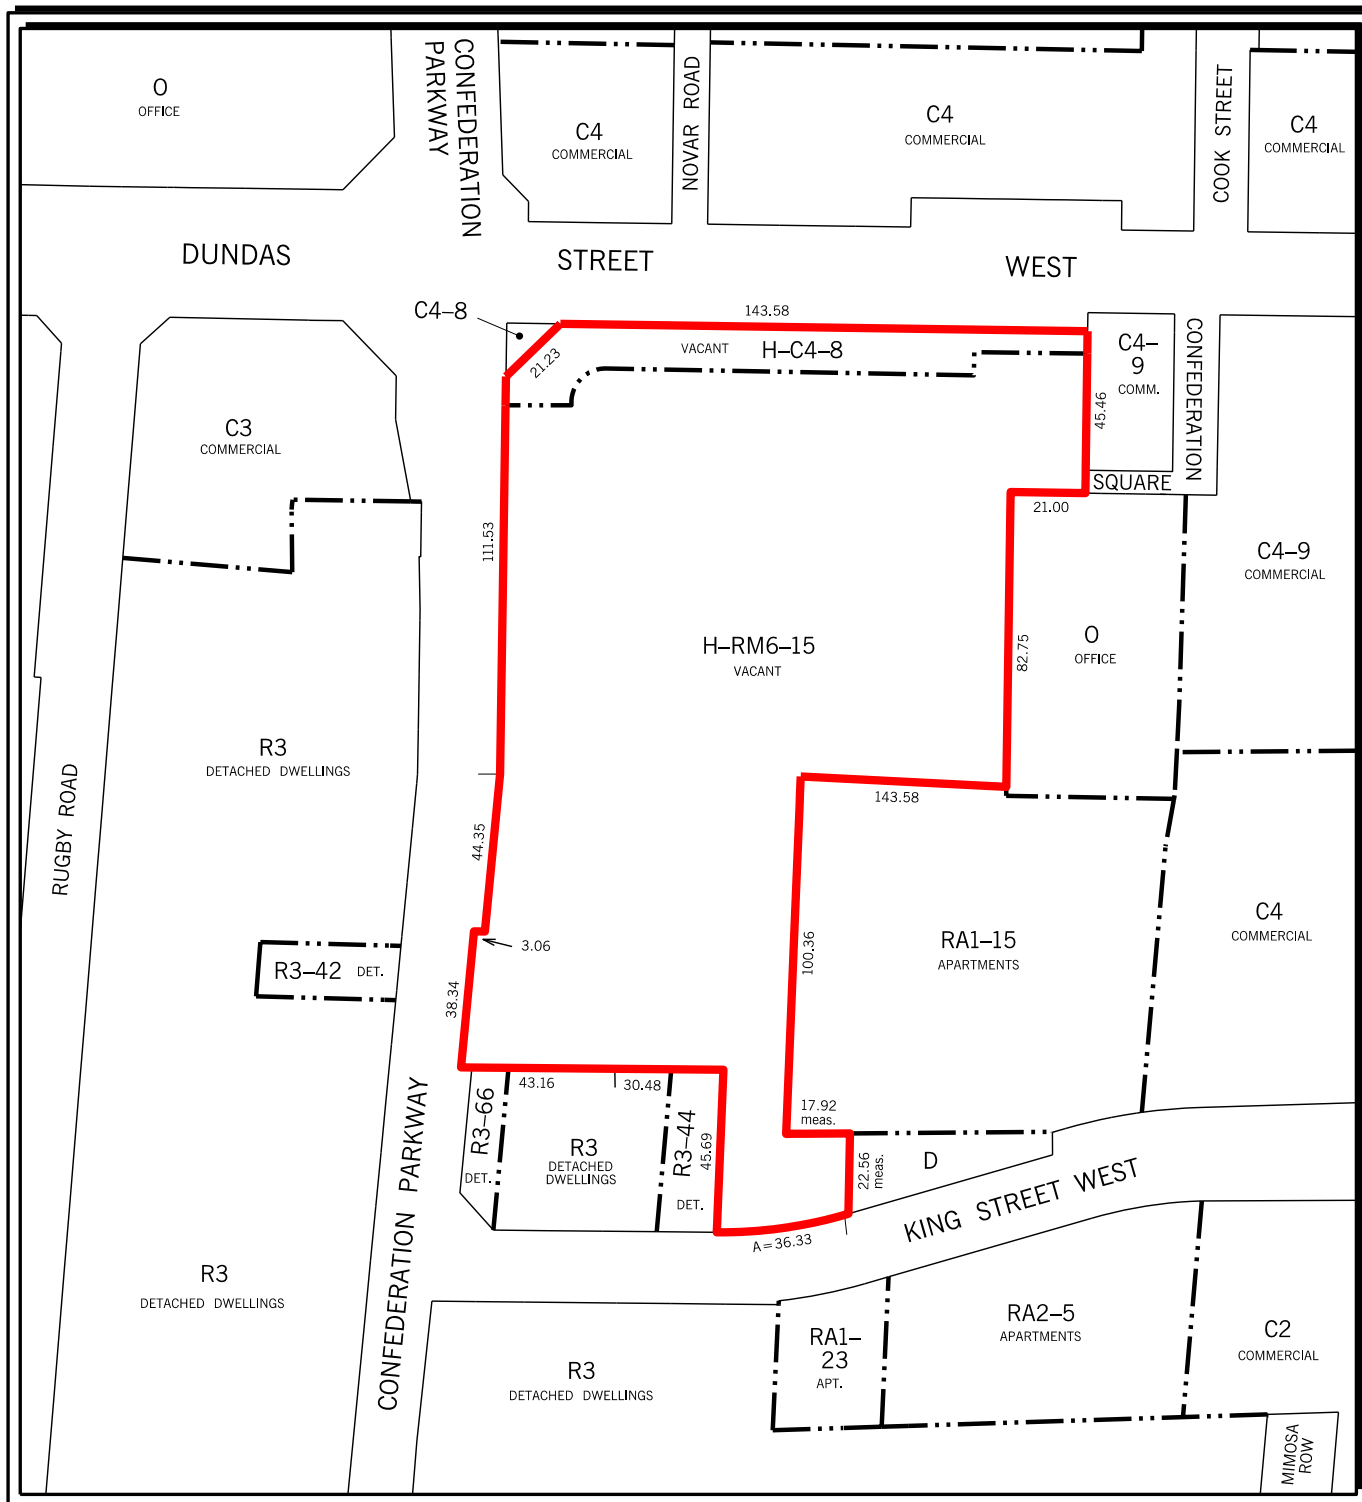 O
OFFICE
CONFEDERATION
PARKWAY
C4
COMMERCIAL
NOVAR ROAD
C4
COMMERCIAL
COOK STREET
C4
COMMERCIAL
DUNDAS
STREET
WEST
C4–8
143.58
21.23
VACANT
H–C4–8
C4–
9
COMM.
CONFEDERATION
SQUARE
45.46
21.00
C3
COMMERCIAL
111.53
C4–9
COMMERCIAL
H–RM6–15
VACANT
82.75
O
OFFICE
R3
DETACHED DWELLINGS
RUGBY ROAD
143.58
44.35
3.06
38.34
100.36
RA1–15
APARTMENTS
C4
COMMERCIAL
R3–42
DET.
43.16
30.48
R3–66
DET.
R3
DETACHED
DWELLINGS
R3–44
DET.
45.69
17.92
meas.
22.56
meas.
D
A=36.33
KING STREET WEST
CONFEDERATION PARKWAY
R3
DETACHED DWELLINGS
R3
DETACHED DWELLINGS
RA1–
23
APT.
RA2–5
APARTMENTS
C2
COMMERCIAL
MIMOSA
ROW